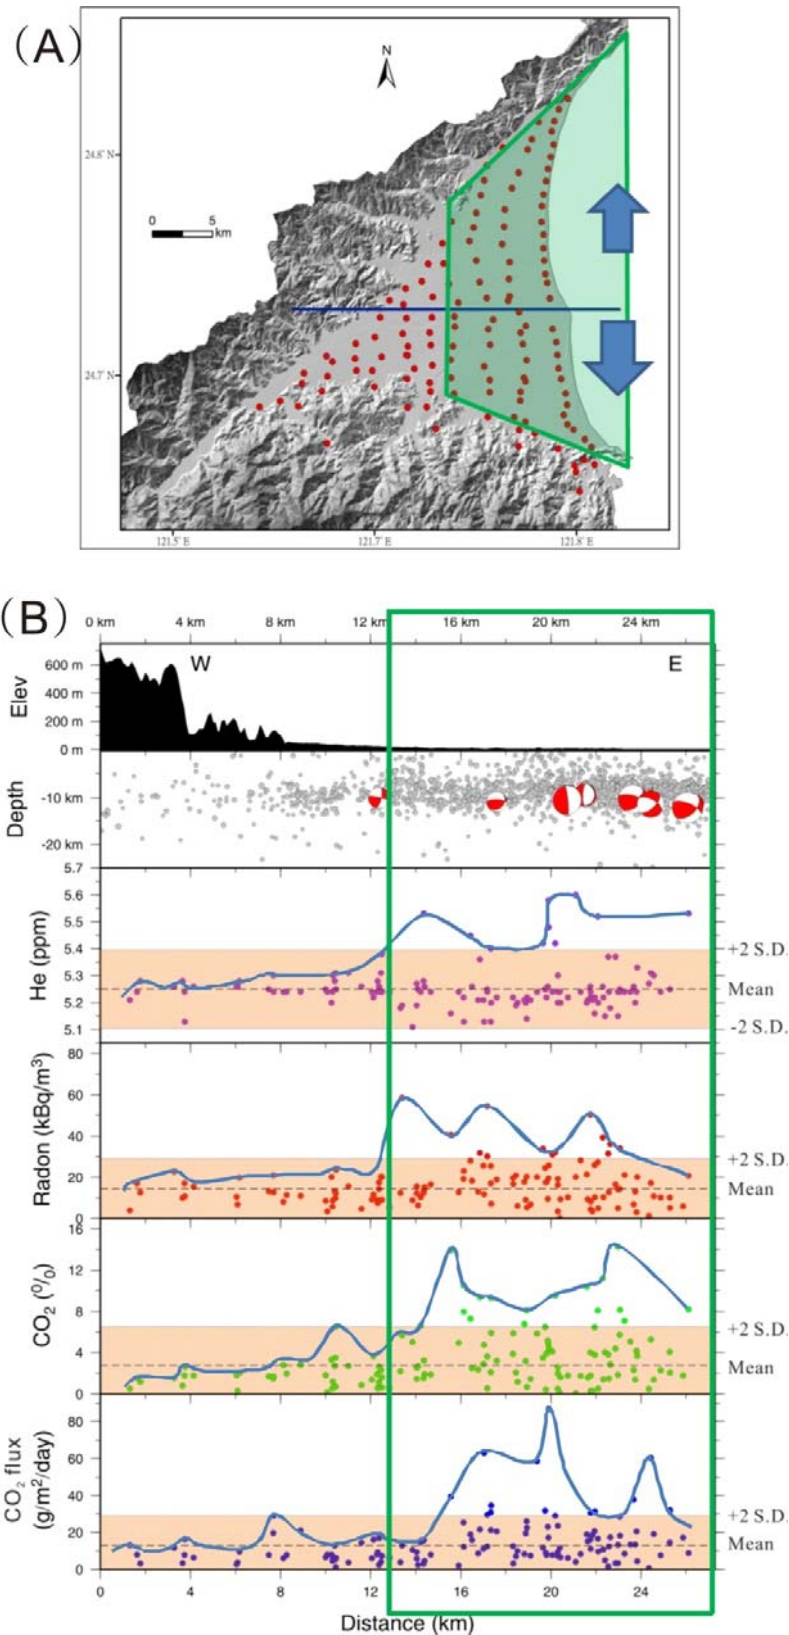 (A)
N
24.8° N
0 5
km
24.7° N
121.5° E 121.7° E 121.8° E
(B)
0 km 4 km 8 km 12 km 16 km 20 km 24 km
W E
Elev
600 m
400 m
200 m
0 m
Depth
-10 km
-20 km
He (ppm)
5.7
5.6
5.5
5.4
5.3
5.2
5.1
+2 S.D.
Mean
-2 S.D.
Radon (kBq/m³)
80
60
40
20
0
+2 S.D.
Mean
CO₂ (%)
16
12
8
4
0
+2 S.D.
Mean
CO₂ flux
(g/m²/day)
80
60
40
20
0
+2 S.D.
Mean
0 4 8 12 16 20 24
Distance (km)